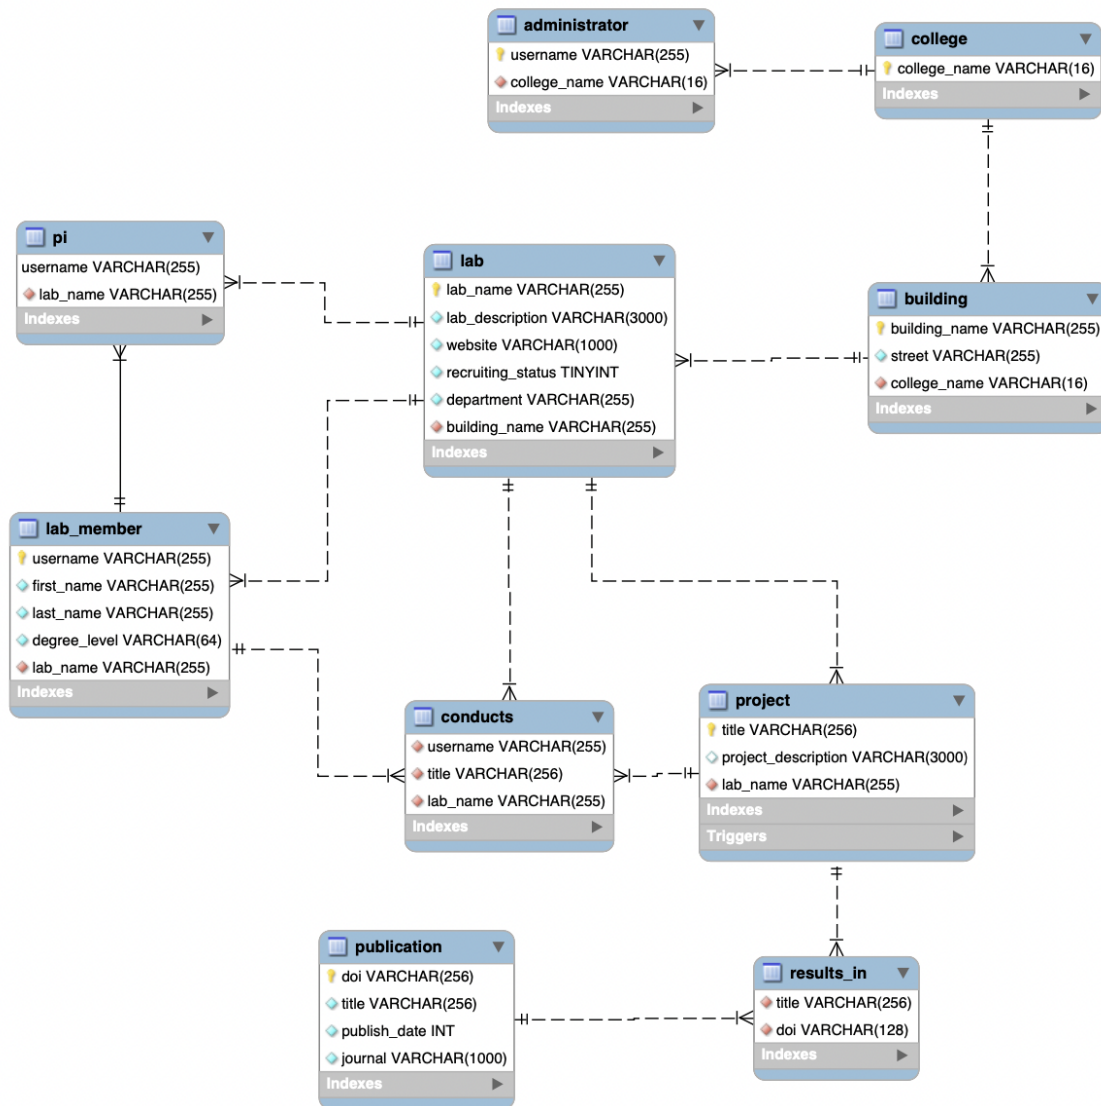 administrator
username VARCHAR(255)
college_name VARCHAR(16)
Indexes
college
college_name VARCHAR(16)
Indexes
pi
username VARCHAR(255)
lab_name VARCHAR(255)
Indexes
lab
lab_name VARCHAR(255)
lab_description VARCHAR(3000)
website VARCHAR(1000)
recruiting_status TINYINT
department VARCHAR(255)
building_name VARCHAR(255)
Indexes
building
building_name VARCHAR(255)
street VARCHAR(255)
college_name VARCHAR(16)
Indexes
lab_member
username VARCHAR(255)
first_name VARCHAR(255)
last_name VARCHAR(255)
degree_level VARCHAR(64)
lab_name VARCHAR(255)
Indexes
conducts
username VARCHAR(255)
title VARCHAR(256)
lab_name VARCHAR(255)
Indexes
project
title VARCHAR(256)
project_description VARCHAR(3000)
lab_name VARCHAR(255)
Indexes
Triggers
publication
doi VARCHAR(256)
title VARCHAR(256)
publish_date INT
journal VARCHAR(1000)
Indexes
results_in
title VARCHAR(256)
doi VARCHAR(128)
Indexes